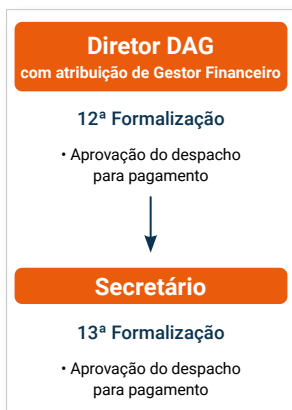 Diretor DAG
com atribuição de Gestor Financeiro
12ª Formalização
• Aprovação do despacho
para pagamento
Secretário
13ª Formalização
• Aprovação do despacho
para pagamento